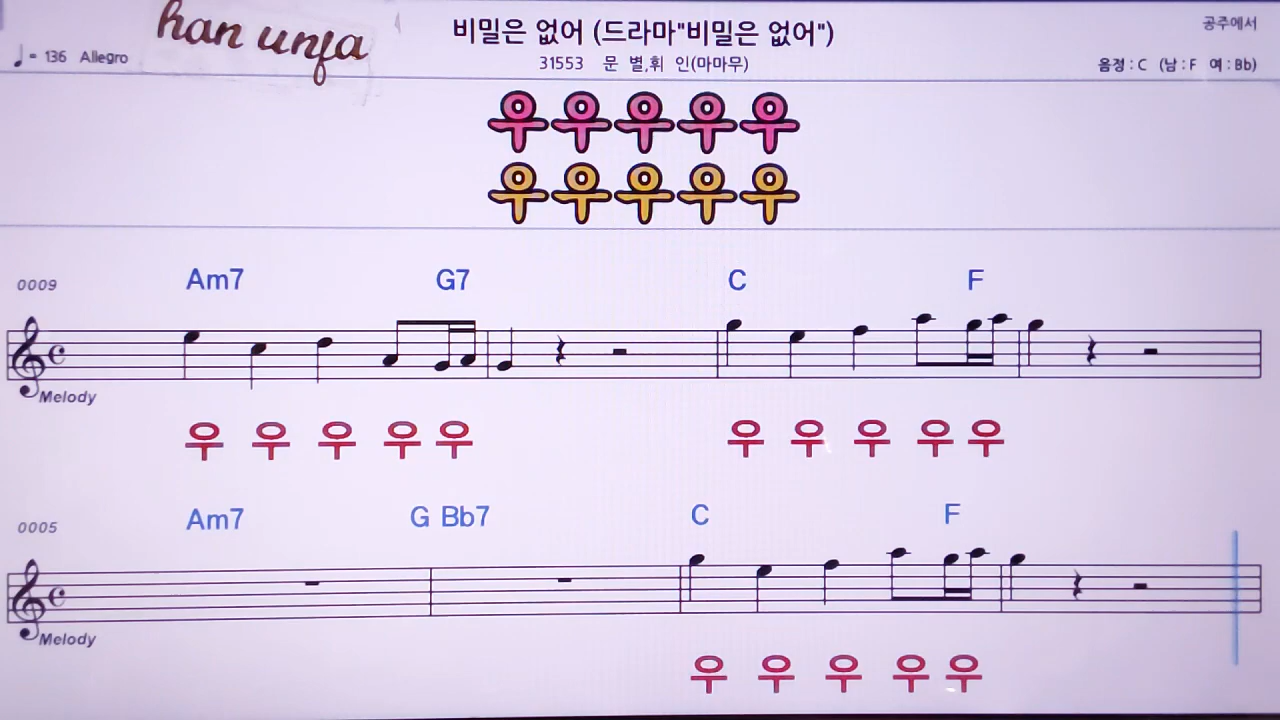 han unja
비밀은 없어 (드라마"비밀은 없어")
공주에서
♩= 136 Allegro
31553 문 별,휘 인(마마무)
음정 : C (남 : F 여 : Bb)
우우우우우
우우우우우
0009 Am7 G7 C F
Melody
우 우 우 우 우 우 우 우 우 우
0005 Am7 G Bb7 C F
Melody
우 우 우 우 우